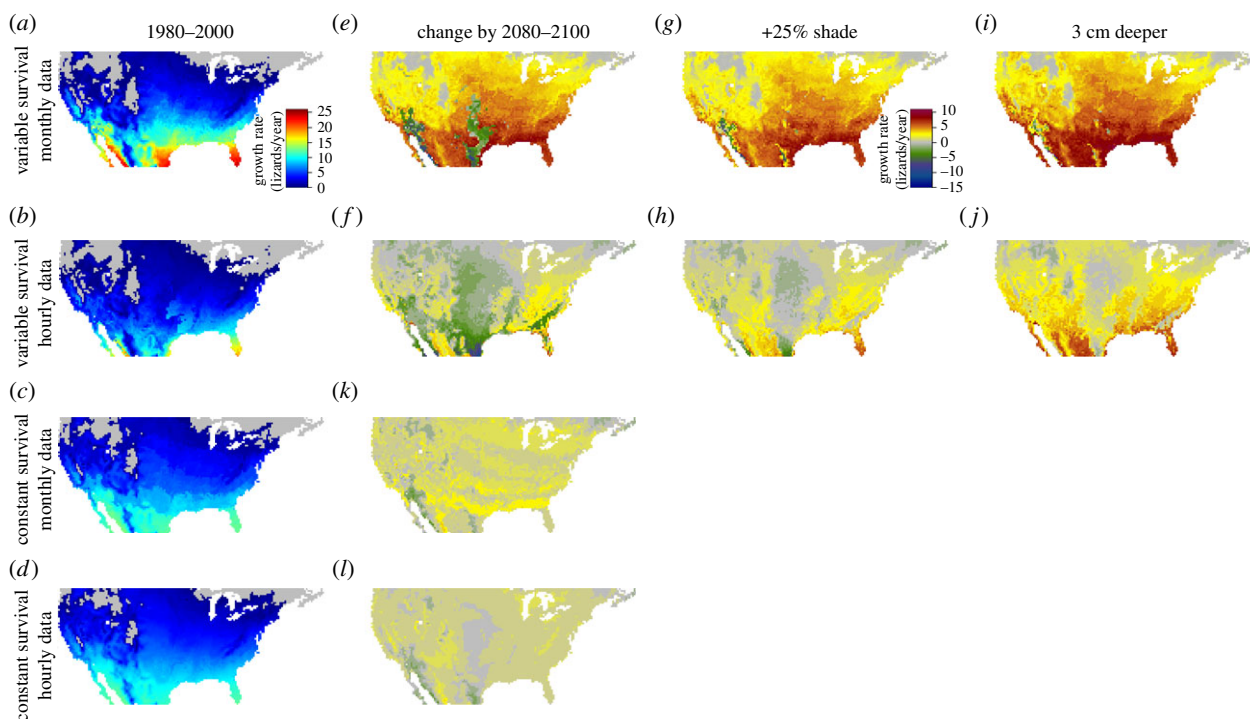 (a) 1980–2000 (e) change by 2080–2100 (g) +25% shade (i) 3 cm deeper
variable survival
monthly data
growth rate
(lizards/year)
25
20
15
10
5
0
growth rate
(lizards/year)
10
5
0
−5
−10
−15
(b) (f) (h) (j)
variable survival
hourly data
(c) (k)
constant survival
monthly data
(d) (l)
constant survival
hourly data